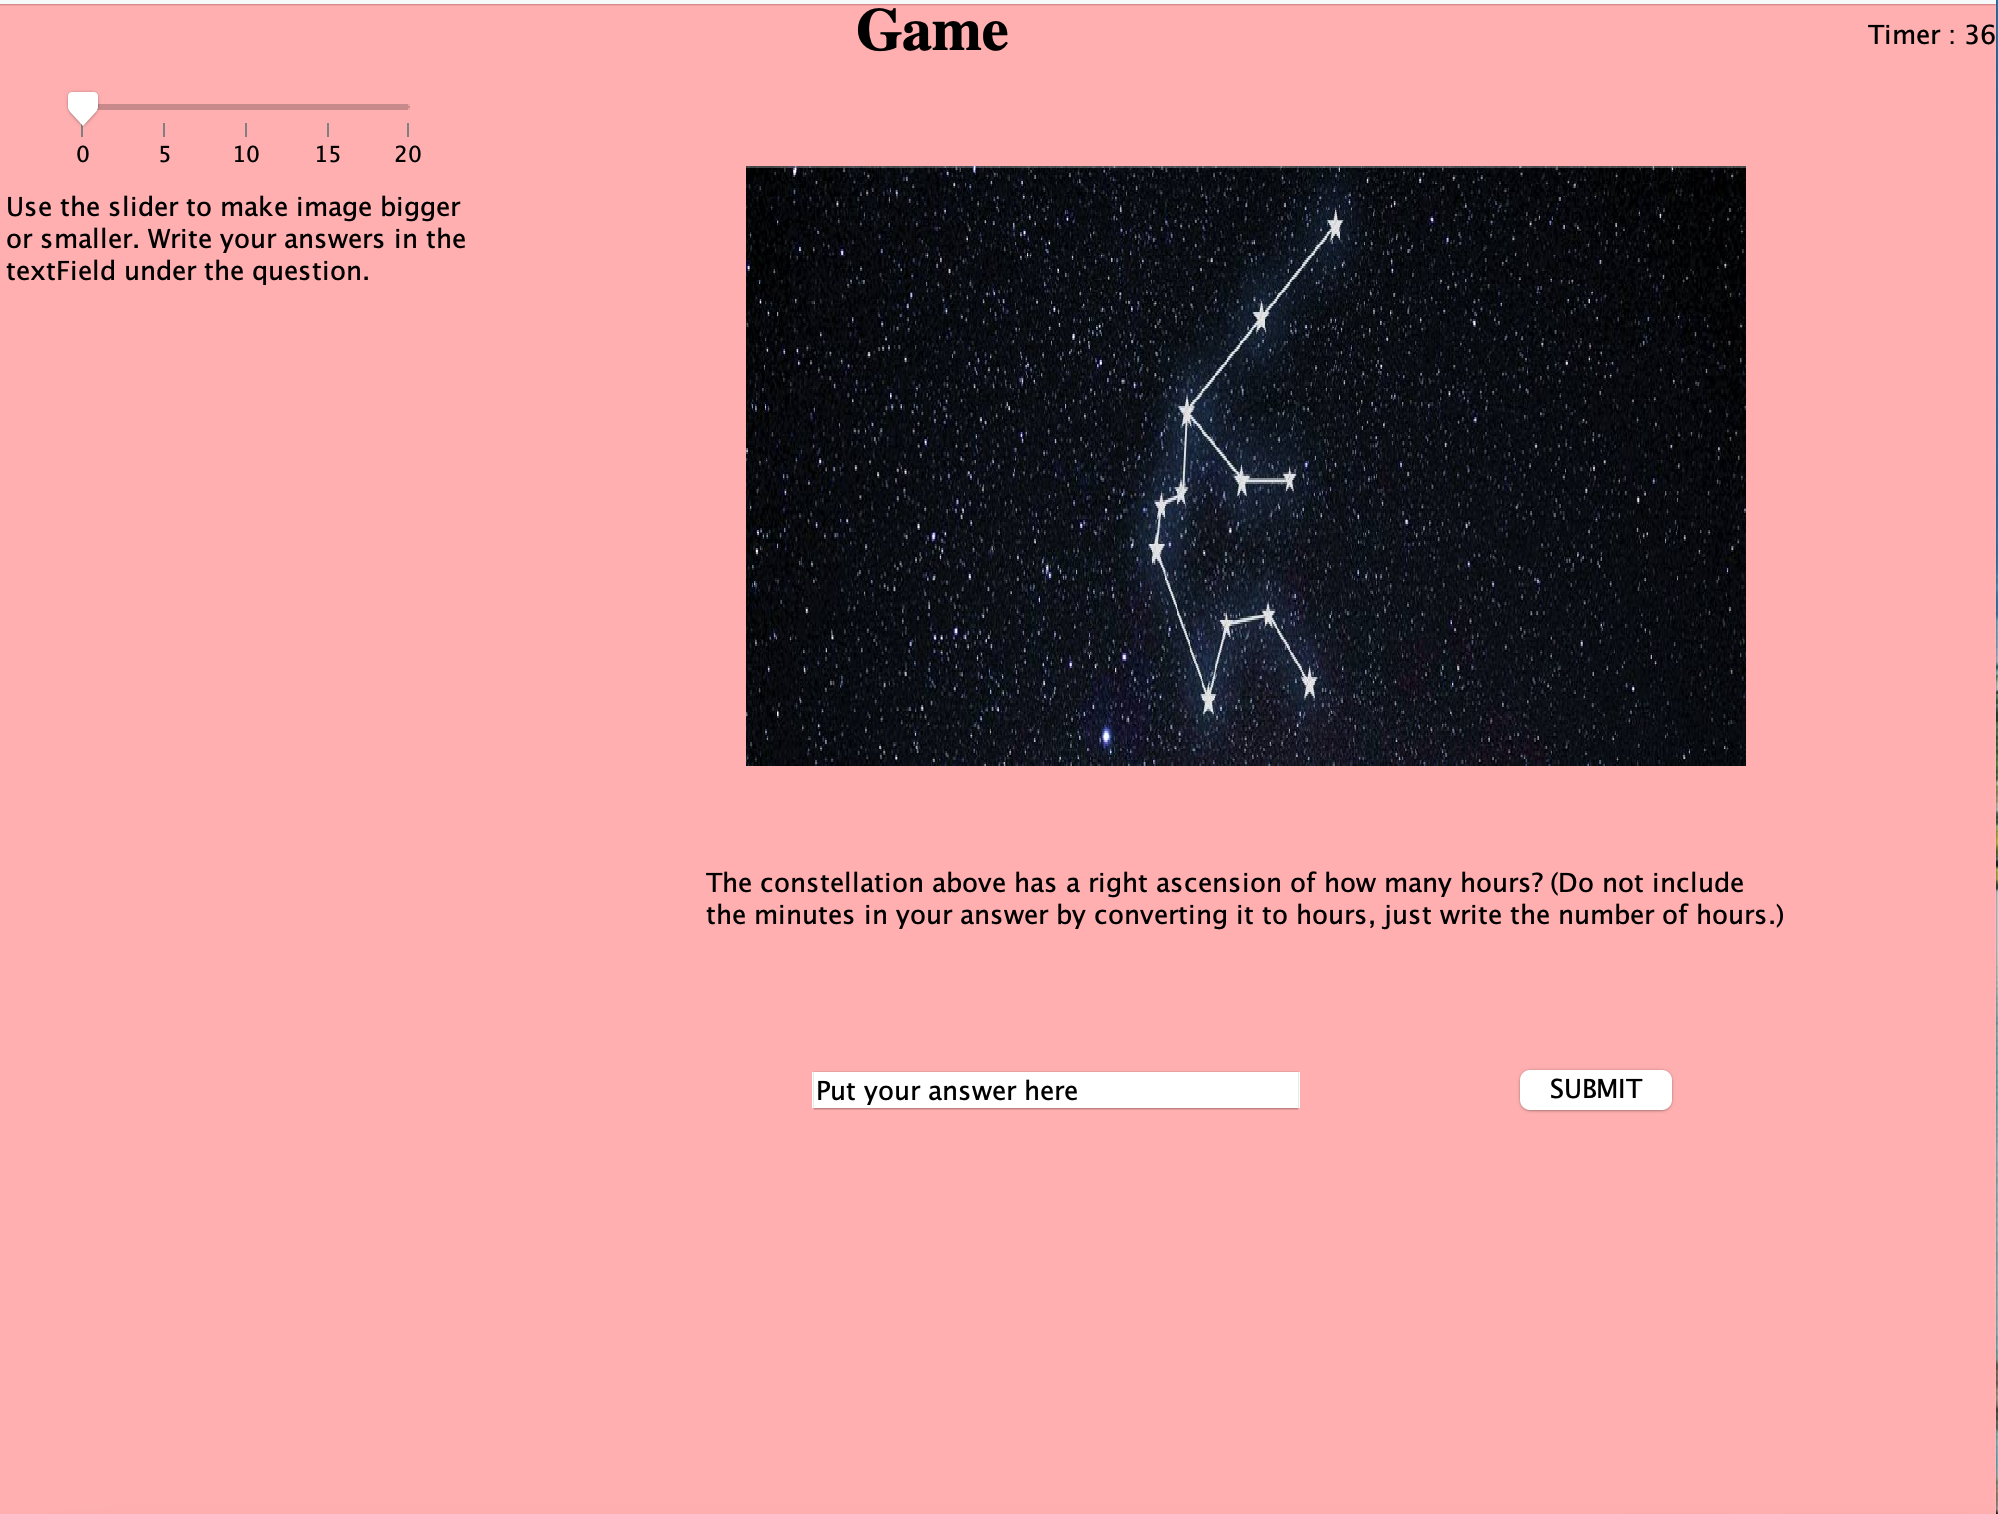 Game
Timer : 36
0 5 10 15 20
Use the slider to make image bigger
or smaller. Write your answers in the
textField under the question.
The constellation above has a right ascension of how many hours? (Do not include
the minutes in your answer by converting it to hours, just write the number of hours.)
Put your answer here
SUBMIT